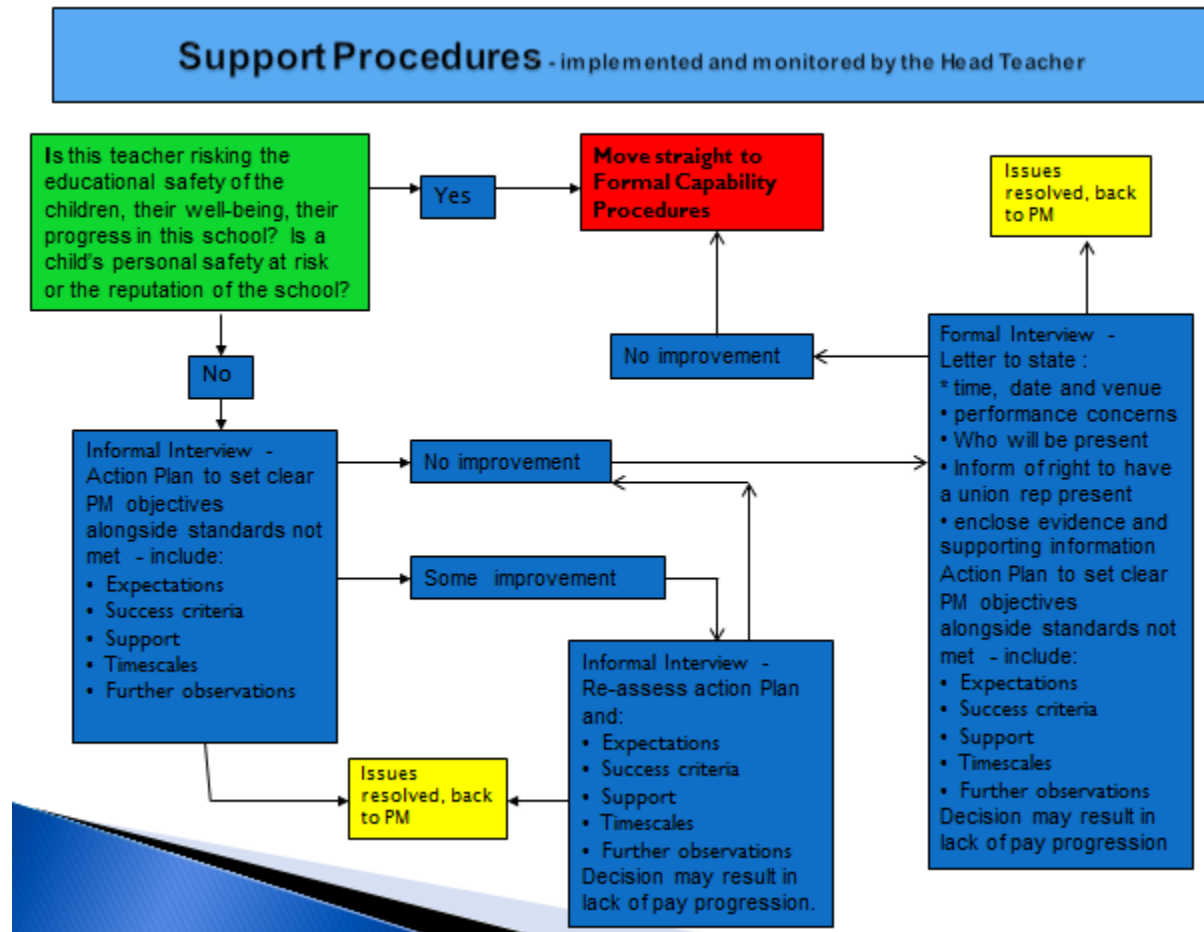 Support Procedures - implemented and monitored by the Head Teacher
Is this teacher risking the
educational safety of the
children, their well-being, their
progress in this school? Is a
child's personal safety at risk
or the reputation of the school?
Yes
Move straight to
Formal Capability
Procedures
Issues
resolved, back
to PM
No
No improvement
Informal Interview -
Action Plan to set clear
PM objectives
alongside standards not
met - include:
• Expectations
• Success criteria
• Support
• Timescales
• Further observations
No improvement
Some improvement
Issues
resolved, back
to PM
Informal Interview -
Re-assess action Plan
and:
• Expectations
• Success criteria
• Support
• Timescales
• Further observations
Decision may result in
lack of pay progression.
Formal Interview -
Letter to state :
* time, date and venue
• performance concerns
• Who will be present
• Inform of right to have
a union rep present
• enclose evidence and
supporting information
Action Plan to set clear
PM objectives
alongside standards not
met - include:
• Expectations
• Success criteria
• Support
• Timescales
• Further observations
Decision may result in
lack of pay progression